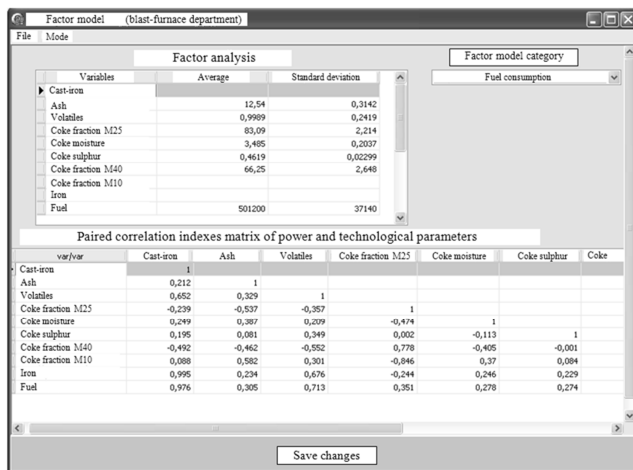 Factor model (blast-furnace department)
File Mode
Factor analysis
Factor model category
Fuel consumption
Variables Average Standard deviation
Cast-iron
Ash 12,54 0,3142
Volatiles 0,9989 0,2419
Coke fraction M25 83,09 2,214
Coke moisture 3,485 0,2037
Coke sulphur 0,4619 0,02299
Coke fraction M40 66,25 2,648
Coke fraction M10
Iron
Fuel 501200 37140
Paired correlation indexes matrix of power and technological parameters
var/var Cast-iron Ash Volatiles Coke fraction M25 Coke moisture Coke sulphur Coke
Cast-iron 1
Ash 0,212 1
Volatiles 0,652 0,329 1
Coke fraction M25 -0,239 -0,537 -0,357 1
Coke moisture 0,249 0,387 0,209 -0,474 1
Coke sulphur 0,195 0,081 0,349 0,002 -0,113 1
Coke fraction M40 -0,492 -0,462 -0,552 0,778 -0,405 -0,001
Coke fraction M10 0,088 0,582 0,301 -0,846 0,37 0,084
Iron 0,995 0,234 0,676 -0,244 0,246 0,229
Fuel 0,976 0,305 0,713 0,351 0,278 0,274
Save changes